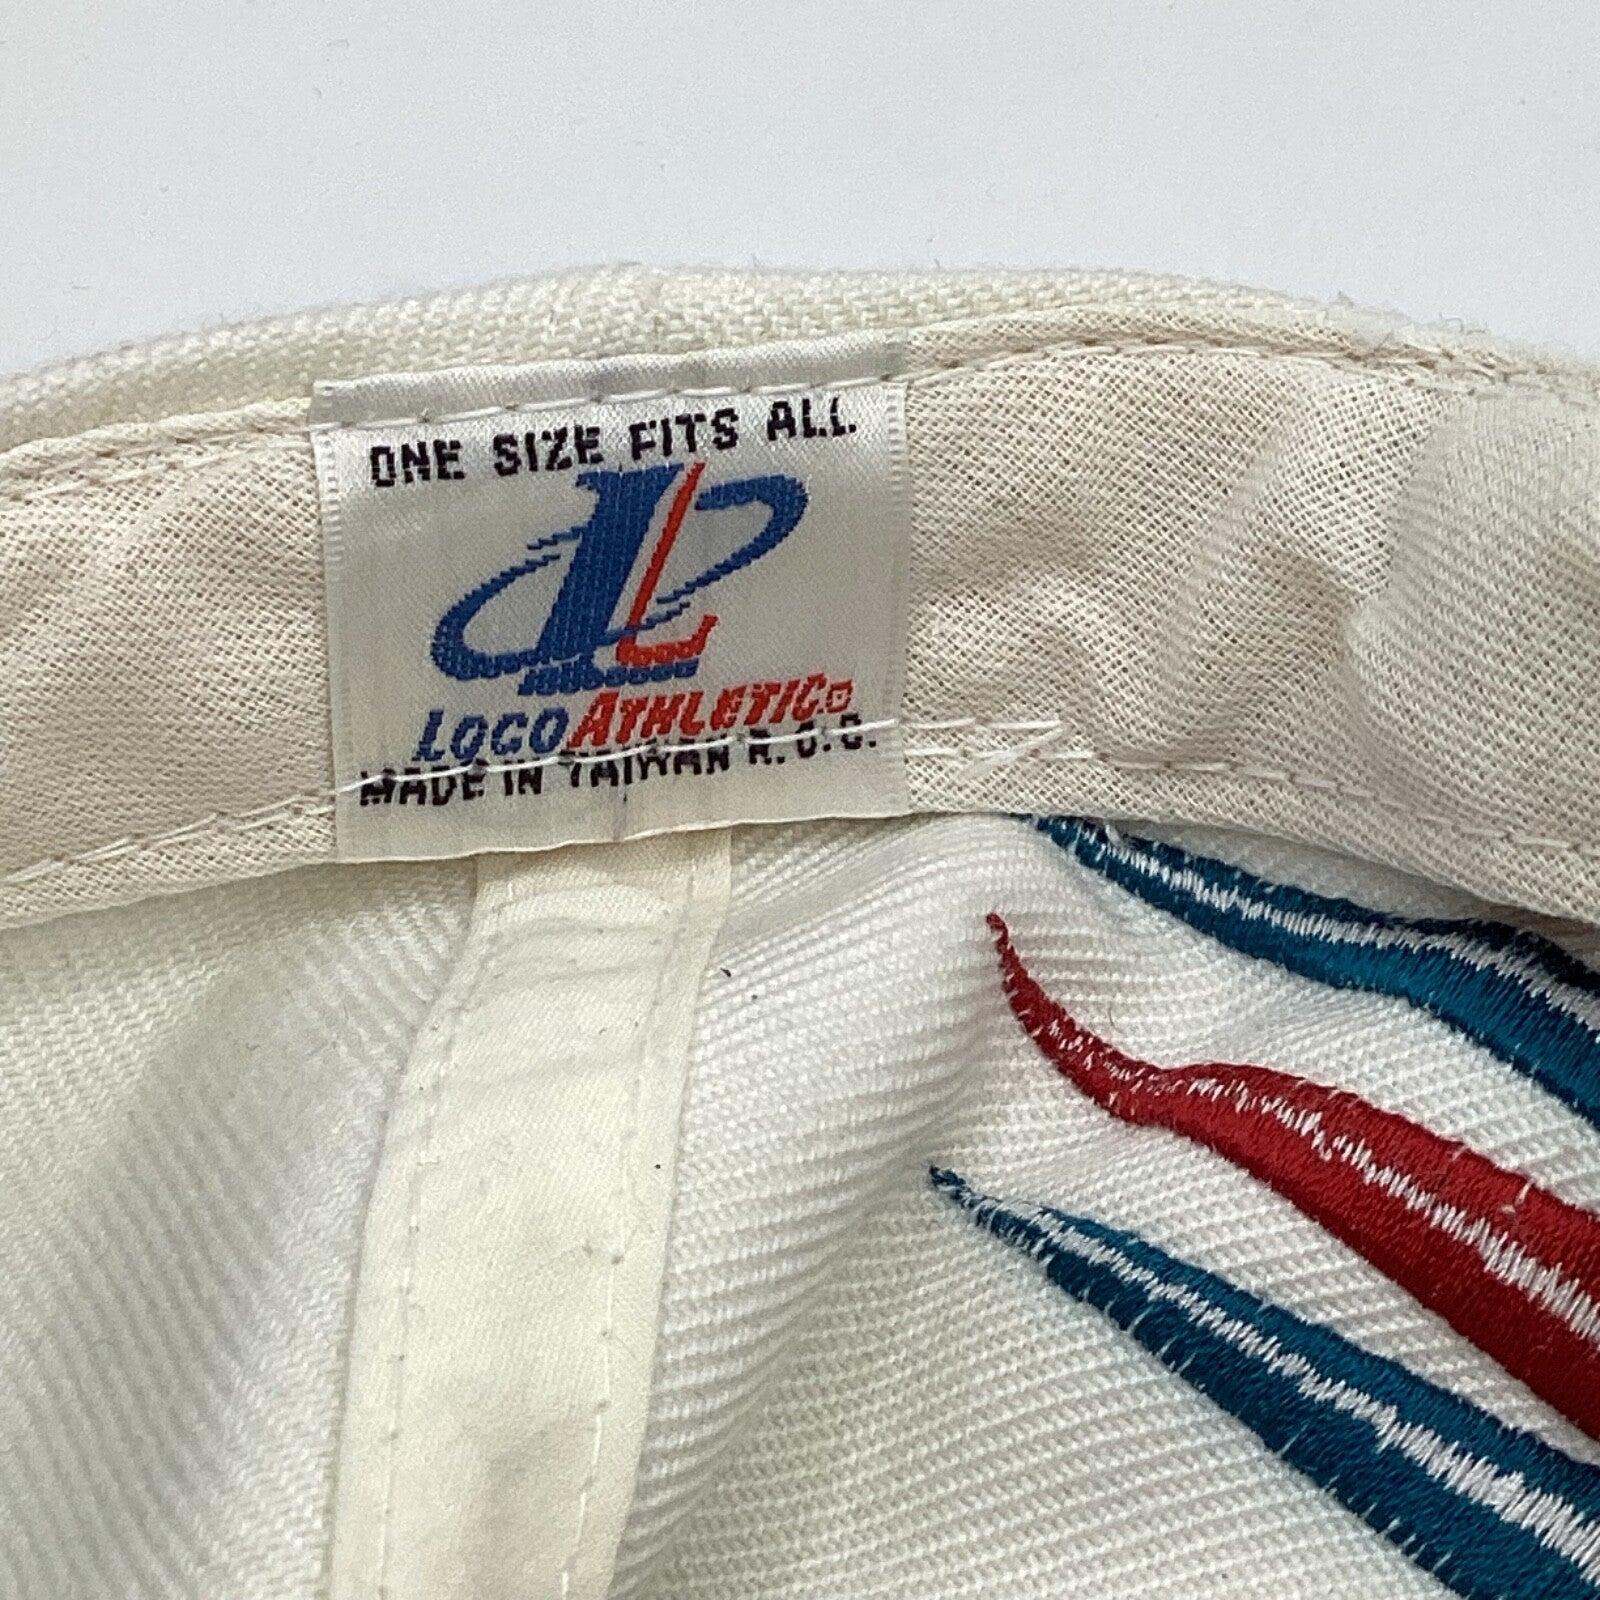 ONE SIZE FITS ALL
LOGO ATHLETIC
MADE IN TAIWAN R.O.C.